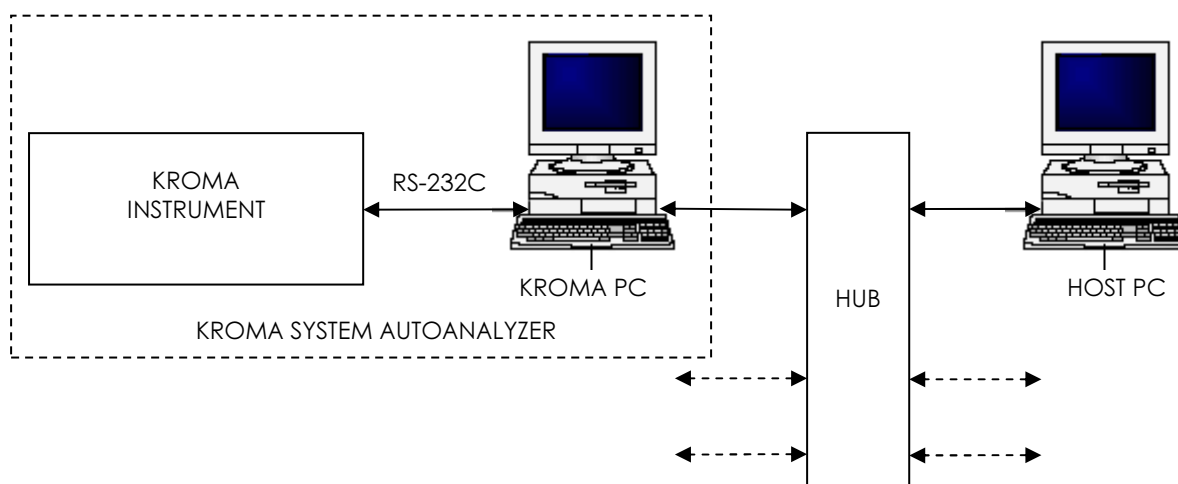 KROMA
INSTRUMENT
RS-232C
KROMA PC
HUB
HOST PC
KROMA SYSTEM AUTOANALYZER